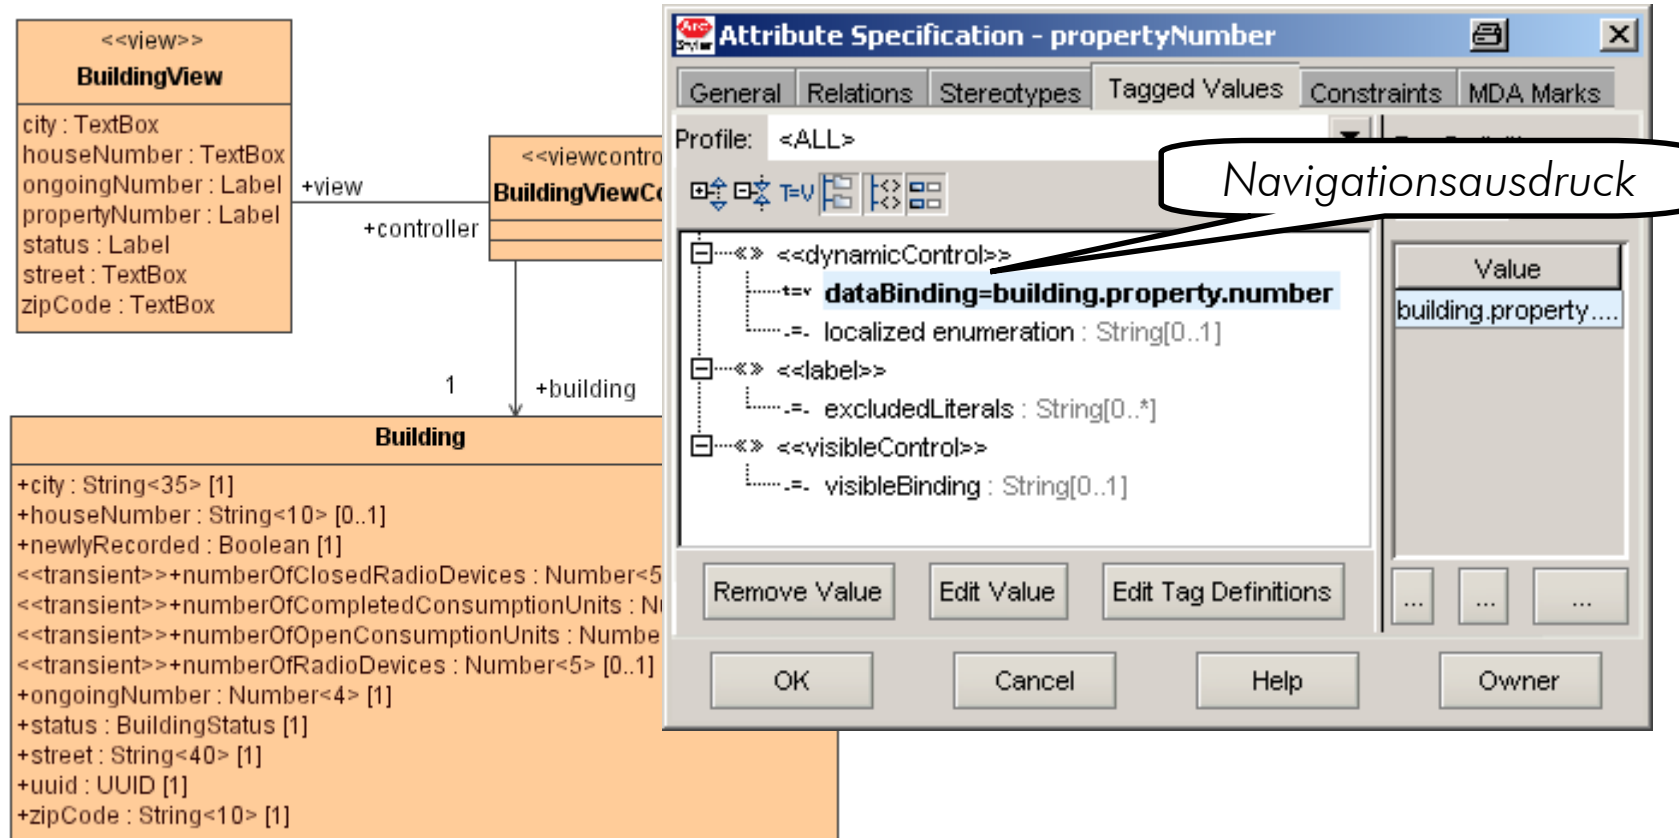 <<view>>
BuildingView
city : TextBox
houseNumber : TextBox
ongoingNumber : Label
propertyNumber : Label
status : Label
street : TextBox
zipCode : TextBox
+view
+controller
<<viewcontro
BuildingViewCo
1
+building
Building
+city : String<35> [1]
+houseNumber : String<10> [0..1]
+newlyRecorded : Boolean [1]
<<transient>>+numberOfClosedRadioDevices : Number<5
<<transient>>+numberOfCompletedConsumptionUnits : N
<<transient>>+numberOfOpenConsumptionUnits : Numbe
<<transient>>+numberOfRadioDevices : Number<5> [0..1]
+ongoingNumber : Number<4> [1]
+status : BuildingStatus [1]
+street : String<40> [1]
+uuid : UUID [1]
+zipCode : String<10> [1]
Arc Styler
Attribute Specification - propertyNumber
General Relations Stereotypes Tagged Values Constraints MDA Marks
Profile: <ALL>
Navigationsausdruck
T=V
<<dynamicControl>>
dataBinding=building.property.number
localized enumeration : String[0..1]
<<label>>
excludedLiterals : String[0..*]
<<visibleControl>>
visibleBinding : String[0..1]
Value
building.property....
Remove Value Edit Value Edit Tag Definitions ... ... ...
OK Cancel Help Owner